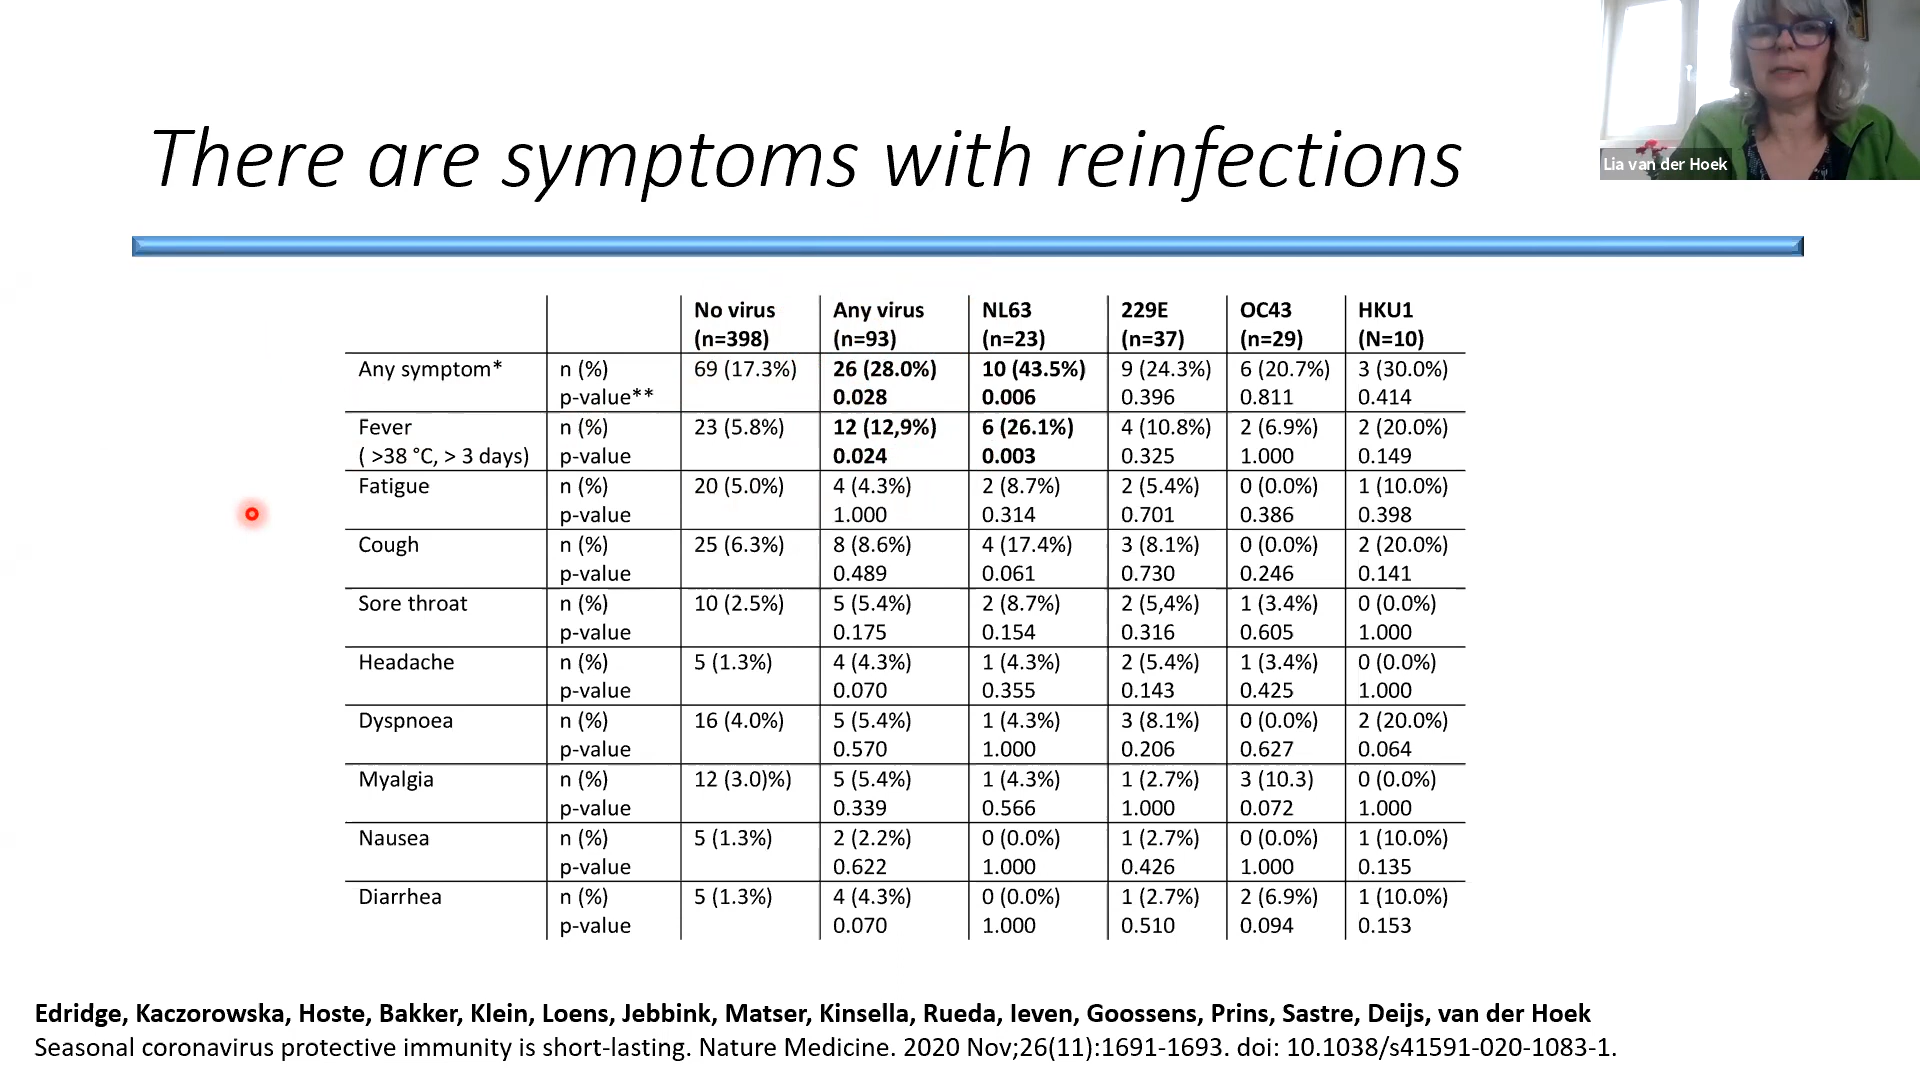 There are symptoms with reinfections
Lia van der Hoek
No virus (n=398) Any virus (n=93) NL63 (n=23) 229E (n=37) OC43 (n=29) HKU1 (N=10)
Any symptom* n (%) 69 (17.3%) 26 (28.0%) 10 (43.5%) 9 (24.3%) 6 (20.7%) 3 (30.0%)
p-value** 0.028 0.006 0.396 0.811 0.414
Fever n (%) 23 (5.8%) 12 (12,9%) 6 (26.1%) 4 (10.8%) 2 (6.9%) 2 (20.0%)
( >38 °C, > 3 days) p-value 0.024 0.003 0.325 1.000 0.149
Fatigue n (%) 20 (5.0%) 4 (4.3%) 2 (8.7%) 2 (5.4%) 0 (0.0%) 1 (10.0%)
p-value 1.000 0.314 0.701 0.386 0.398
Cough n (%) 25 (6.3%) 8 (8.6%) 4 (17.4%) 3 (8.1%) 0 (0.0%) 2 (20.0%)
p-value 0.489 0.061 0.730 0.246 0.141
Sore throat n (%) 10 (2.5%) 5 (5.4%) 2 (8.7%) 2 (5,4%) 1 (3.4%) 0 (0.0%)
p-value 0.175 0.154 0.316 0.605 1.000
Headache n (%) 5 (1.3%) 4 (4.3%) 1 (4.3%) 2 (5.4%) 1 (3.4%) 0 (0.0%)
p-value 0.070 0.355 0.143 0.425 1.000
Dyspnoea n (%) 16 (4.0%) 5 (5.4%) 1 (4.3%) 3 (8.1%) 0 (0.0%) 2 (20.0%)
p-value 0.570 1.000 0.206 0.627 0.064
Myalgia n (%) 12 (3.0)%) 5 (5.4%) 1 (4.3%) 1 (2.7%) 3 (10.3) 0 (0.0%)
p-value 0.339 0.566 1.000 0.072 1.000
Nausea n (%) 5 (1.3%) 2 (2.2%) 0 (0.0%) 1 (2.7%) 0 (0.0%) 1 (10.0%)
p-value 0.622 1.000 0.426 1.000 0.135
Diarrhea n (%) 5 (1.3%) 4 (4.3%) 0 (0.0%) 1 (2.7%) 2 (6.9%) 1 (10.0%)
p-value 0.070 1.000 0.510 0.094 0.153
Edridge, Kaczorowska, Hoste, Bakker, Klein, Loens, Jebbink, Matser, Kinsella, Rueda, Ieven, Goossens, Prins, Sastre, Deijs, van der Hoek
Seasonal coronavirus protective immunity is short-lasting. Nature Medicine. 2020 Nov;26(11):1691-1693. doi: 10.1038/s41591-020-1083-1.